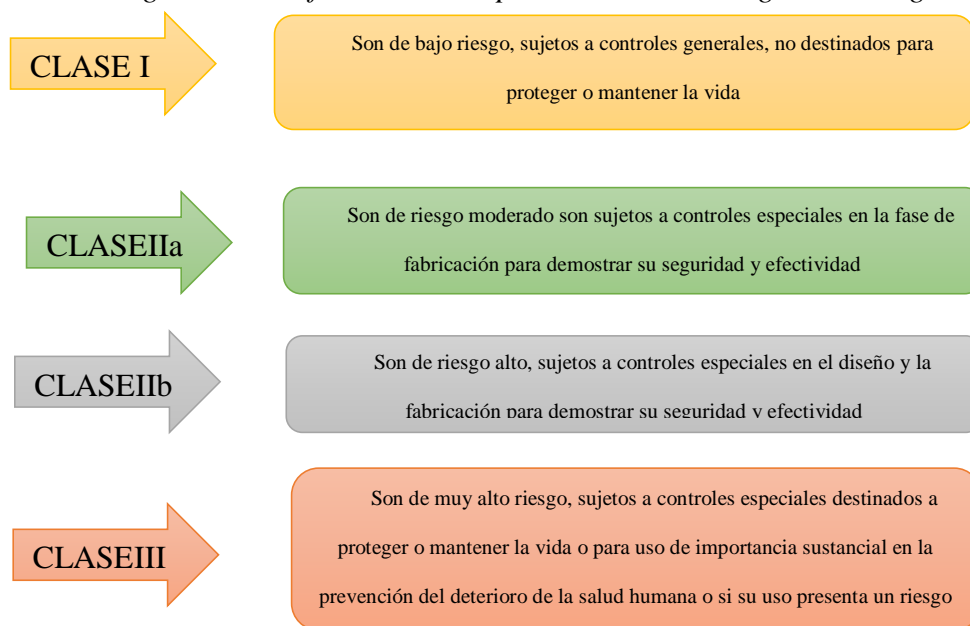 CLASE I
Son de bajo riesgo, sujetos a controles generales, no destinados para
proteger o mantener la vida
CLASEIIa
Son de riesgo moderado son sujetos a controles especiales en la fase de
fabricación para demostrar su seguridad y efectividad
CLASEIIb
Son de riesgo alto, sujetos a controles especiales en el diseño y la
fabricación para demostrar su seguridad y efectividad
CLASEIII
Son de muy alto riesgo, sujetos a controles especiales destinados a
proteger o mantener la vida o para uso de importancia sustancial en la
prevención del deterioro de la salud humana o si su uso presenta un riesgo